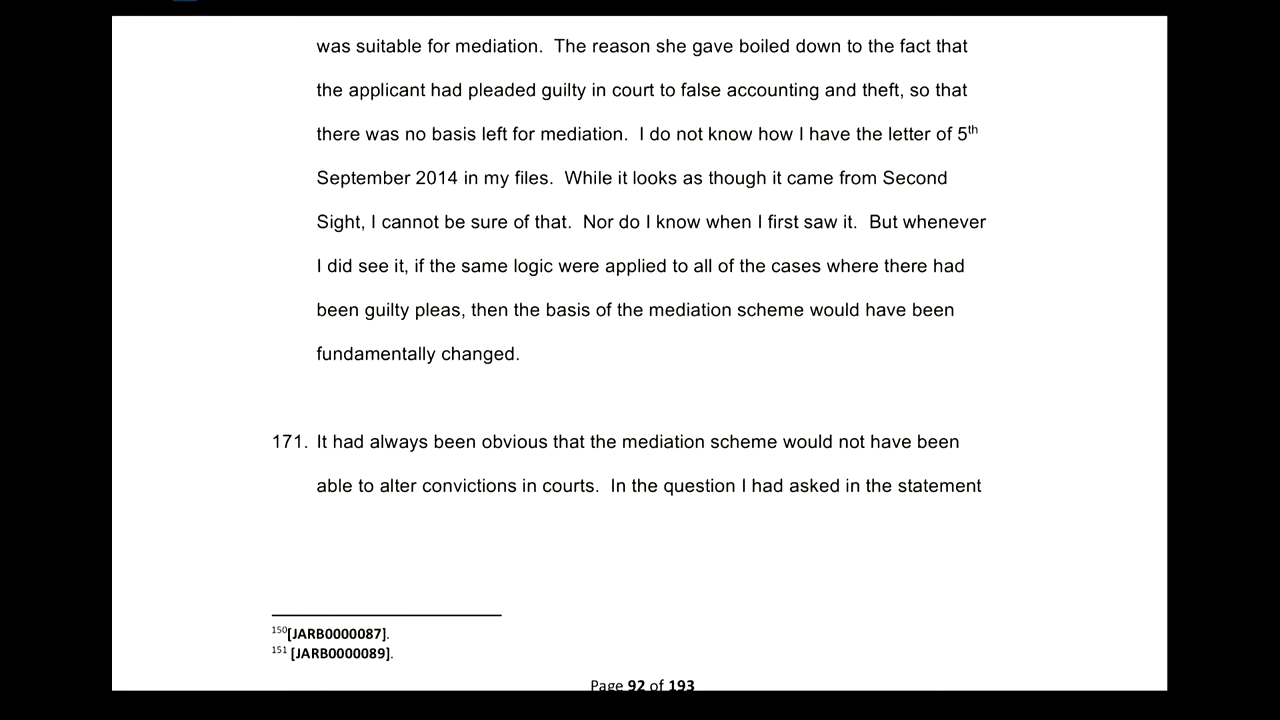 was suitable for mediation.  The reason she gave boiled down to the fact that
the applicant had pleaded guilty in court to false accounting and theft, so that
there was no basis left for mediation.  I do not know how I have the letter of 5th
September 2014 in my files.  While it looks as though it came from Second
Sight, I cannot be sure of that.  Nor do I know when I first saw it.  But whenever
I did see it, if the same logic were applied to all of the cases where there had
been guilty pleas, then the basis of the mediation scheme would have been
fundamentally changed.
171. It had always been obvious that the mediation scheme would not have been
able to alter convictions in courts.  In the question I had asked in the statement
150[JARB0000087].
151 [JARB0000089].
Page 92 of 193